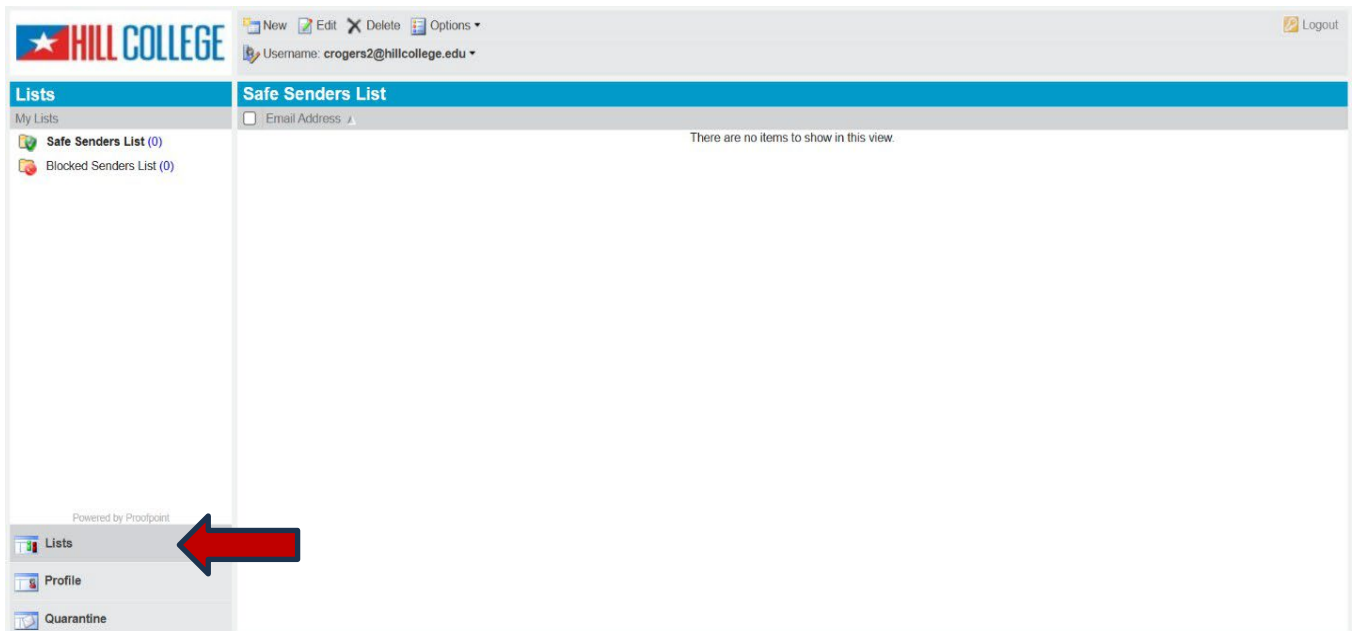 HILL COLLEGE
New Edit Delete Options
Logout
Username: crogers2@hillcollege.edu
Lists
Safe Senders List
My Lists
Email Address
Safe Senders List (0)
There are no items to show in this view.
Blocked Senders List (0)
Powered by Proofpoint
Lists
Profile
Quarantine